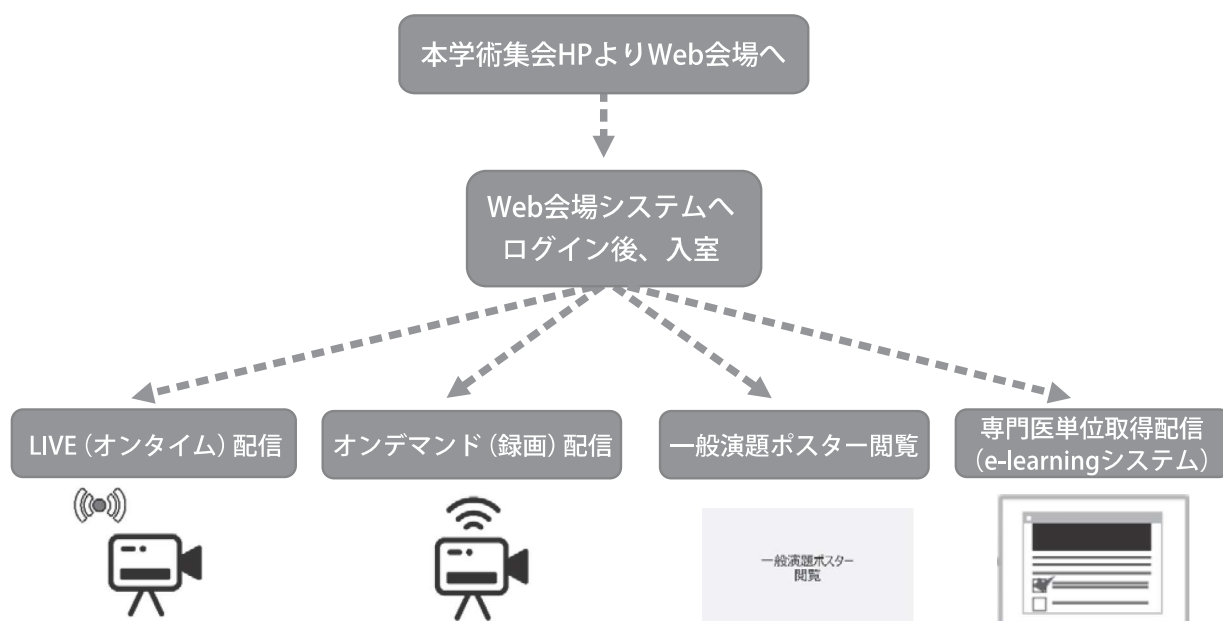 本学術集会HPよりWeb会場へ
Web会場システムへ
ログイン後、入室
LIVE（オンタイム）配信
オンデマンド（録画）配信
一般演題ポスター閲覧
専門医単位取得配信
（e-learningシステム）
一般演題ポスター
閲覧